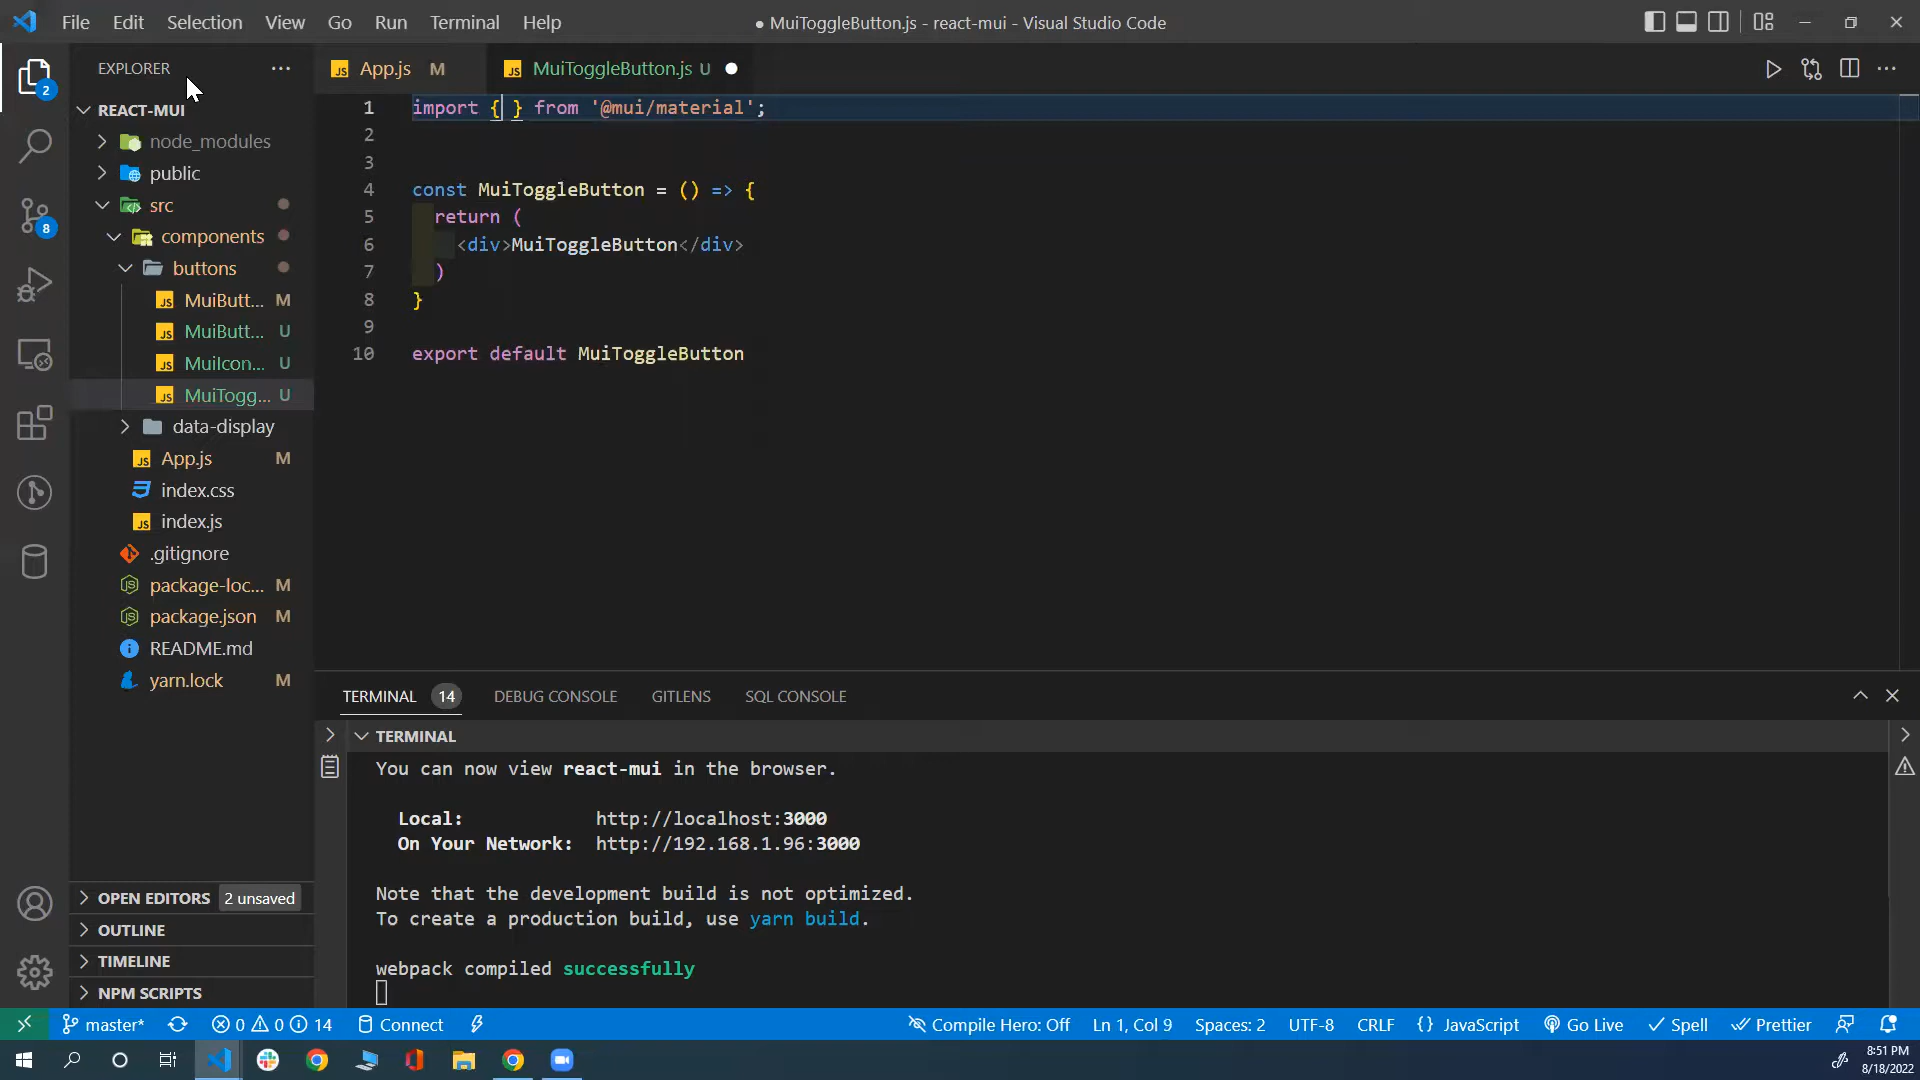 File Edit Selection View Go Run Terminal Help ● MuiToggleButton.js - react-mui - Visual Studio Code
EXPLORER
App.js M MuiToggleButton.js U
REACT-MUI
node_modules
public
src
components
buttons
MuiButt... M
MuiButt... U
MuiIcon... U
MuiTogg... U
data-display
App.js M
index.css
index.js
.gitignore
package-loc... M
package.json M
README.md
yarn.lock M
OPEN EDITORS 2 unsaved
OUTLINE
TIMELINE
NPM SCRIPTS
2
8
1 import { } from '@mui/material';
2
3
4 const MuiToggleButton = () => {
5 return (
6 <div>MuiToggleButton</div>
7 )
8 }
9
10 export default MuiToggleButton
TERMINAL 14 DEBUG CONSOLE GITLENS SQL CONSOLE
TERMINAL
You can now view react-mui in the browser.
Local: http://localhost:3000
On Your Network: http://192.168.1.96:3000
Note that the development build is not optimized.
To create a production build, use yarn build.
webpack compiled successfully
master* 0 0 14 Connect Compile Hero: Off Ln 1, Col 9 Spaces: 2 UTF-8 CRLF {} JavaScript Go Live Spell Prettier
8:51 PM
8/18/2022